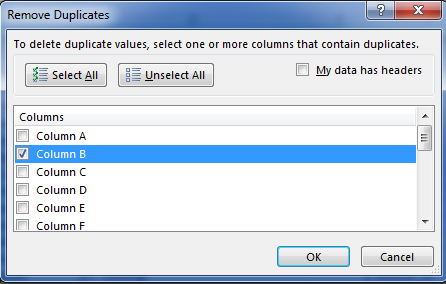 Remove Duplicates
To delete duplicate values, select one or more columns that contain duplicates.
Select All
Unselect All
My data has headers
Columns
Column A
Column B
Column C
Column D
Column E
Column F
OK
Cancel